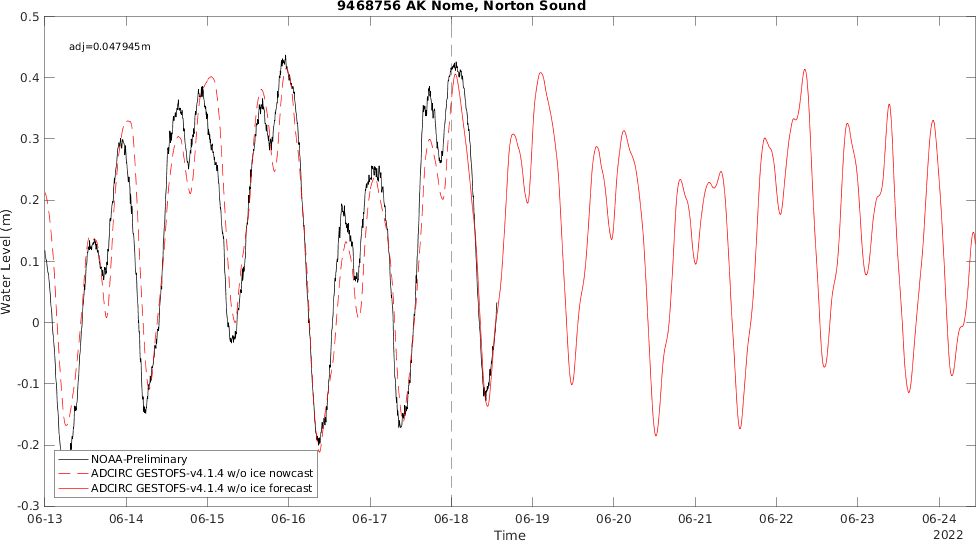 9468756 AK Nome, Norton Sound
adj=0.047945m
Water Level (m)
0.5
0.4
0.3
0.2
0.1
0
-0.1
-0.2
-0.3
NOAA-Preliminary
ADCIRC GESTOFS-v4.1.4 w/o ice nowcast
ADCIRC GESTOFS-v4.1.4 w/o ice forecast
06-13 06-14 06-15 06-16 06-17 06-18 06-19 06-20 06-21 06-22 06-23 06-24
Time
2022